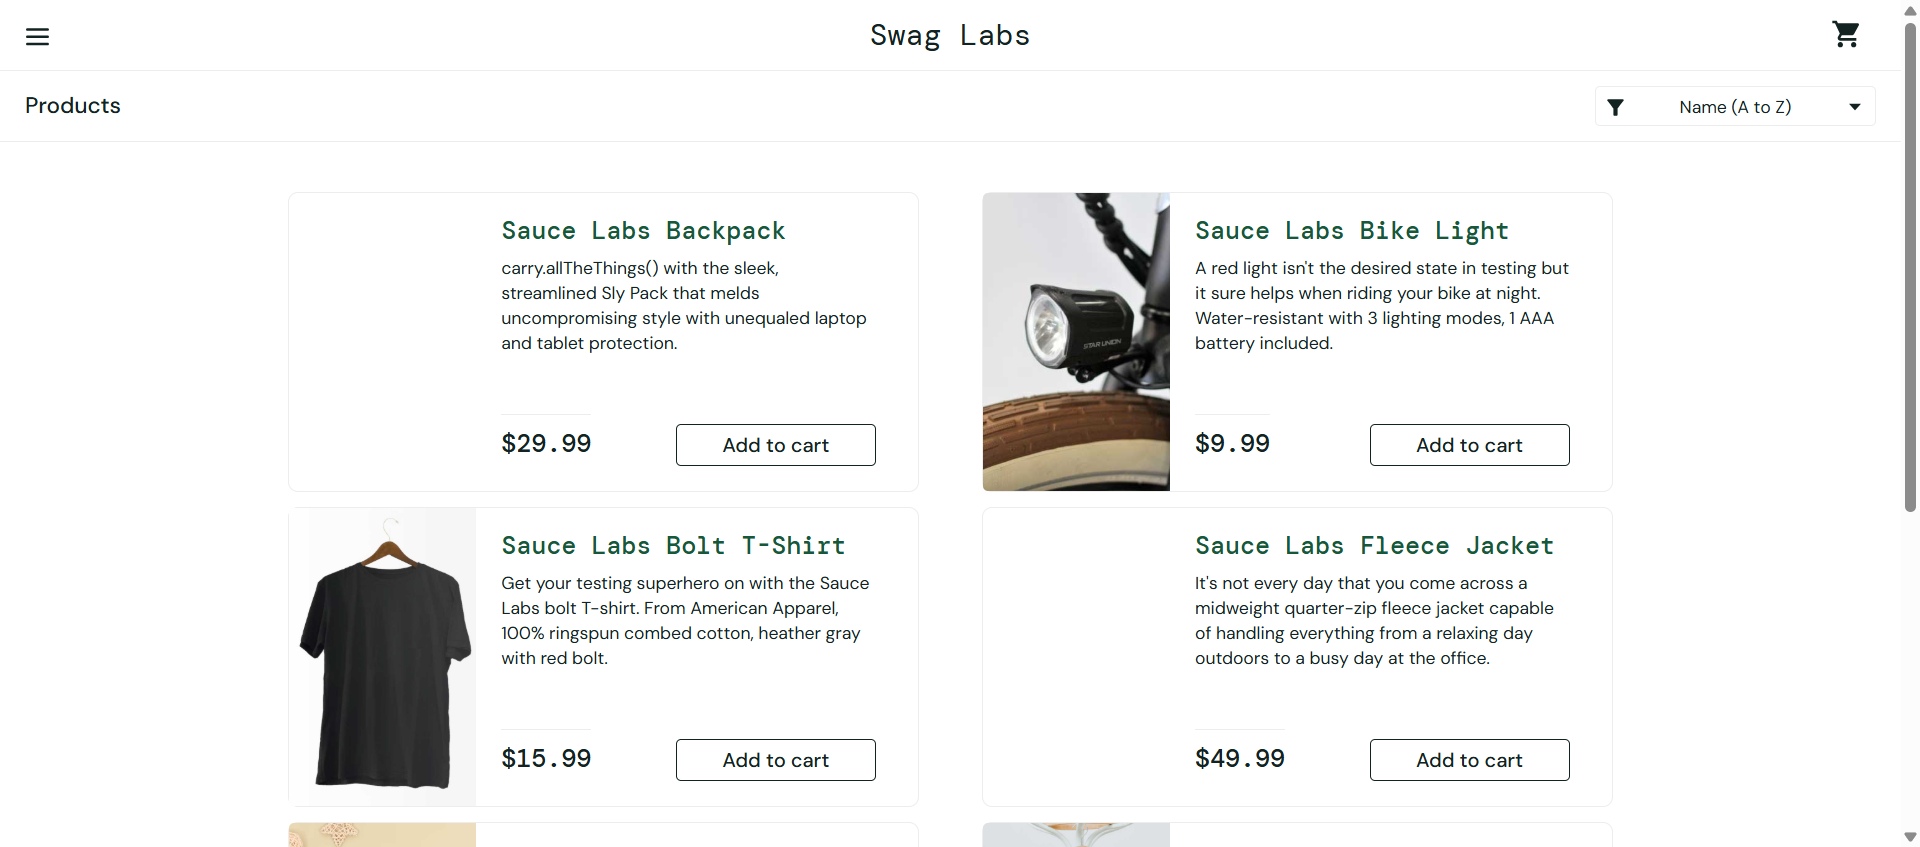 Swag Labs
Products
Name (A to Z)
Sauce Labs Backpack
carry.allTheThings() with the sleek,
streamlined Sly Pack that melds
uncompromising style with unequaled laptop
and tablet protection.
$29.99
Add to cart
Sauce Labs Bike Light
A red light isn't the desired state in testing but
it sure helps when riding your bike at night.
Water-resistant with 3 lighting modes, 1 AAA
battery included.
$9.99
Add to cart
STAR UNION
Sauce Labs Bolt T-Shirt
Get your testing superhero on with the Sauce
Labs bolt T-shirt. From American Apparel,
100% ringspun combed cotton, heather gray
with red bolt.
$15.99
Add to cart
Sauce Labs Fleece Jacket
It's not every day that you come across a
midweight quarter-zip fleece jacket capable
of handling everything from a relaxing day
outdoors to a busy day at the office.
$49.99
Add to cart